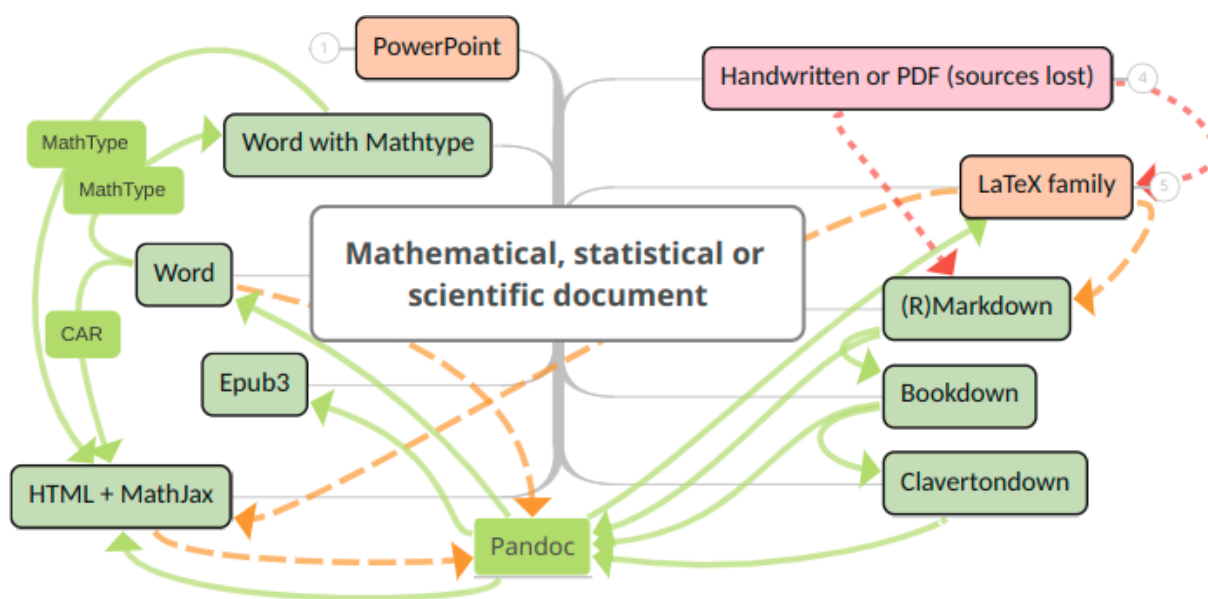 1
PowerPoint
Handwritten or PDF (sources lost)
4
MathType
Word with Mathtype
MathType
LaTeX family
5
Mathematical, statistical or
scientific document
Word
(R)Markdown
CAR
Epub3
Bookdown
HTML + MathJax
Clavertondown
Pandoc